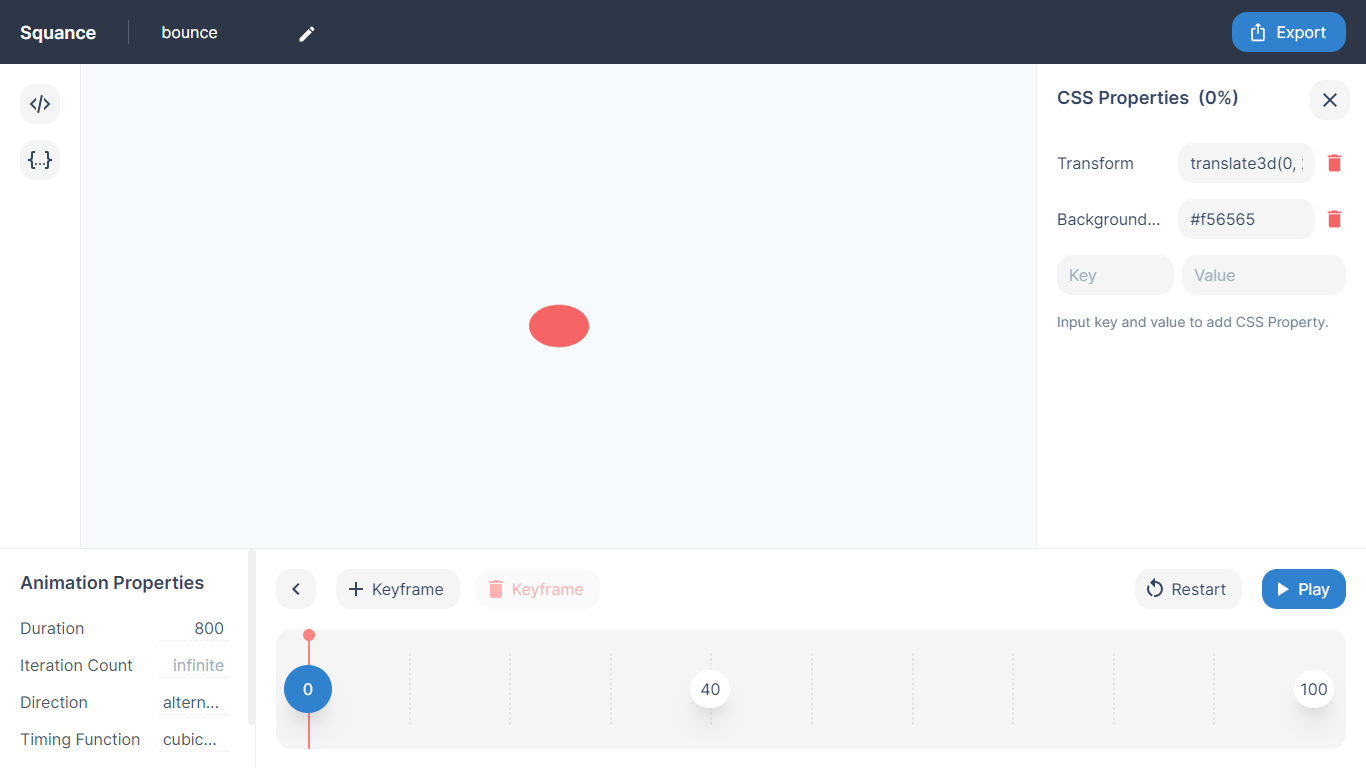 Squance
bounce
Export
</>
{...}
CSS Properties (0%)
Transform
translate3d(0,
Background...
#f56565
Key
Value
Input key and value to add CSS Property.
Animation Properties
Duration
800
Iteration Count
infinite
Direction
altern...
Timing Function
cubic...
Keyframe
Keyframe
Restart
Play
0
40
100